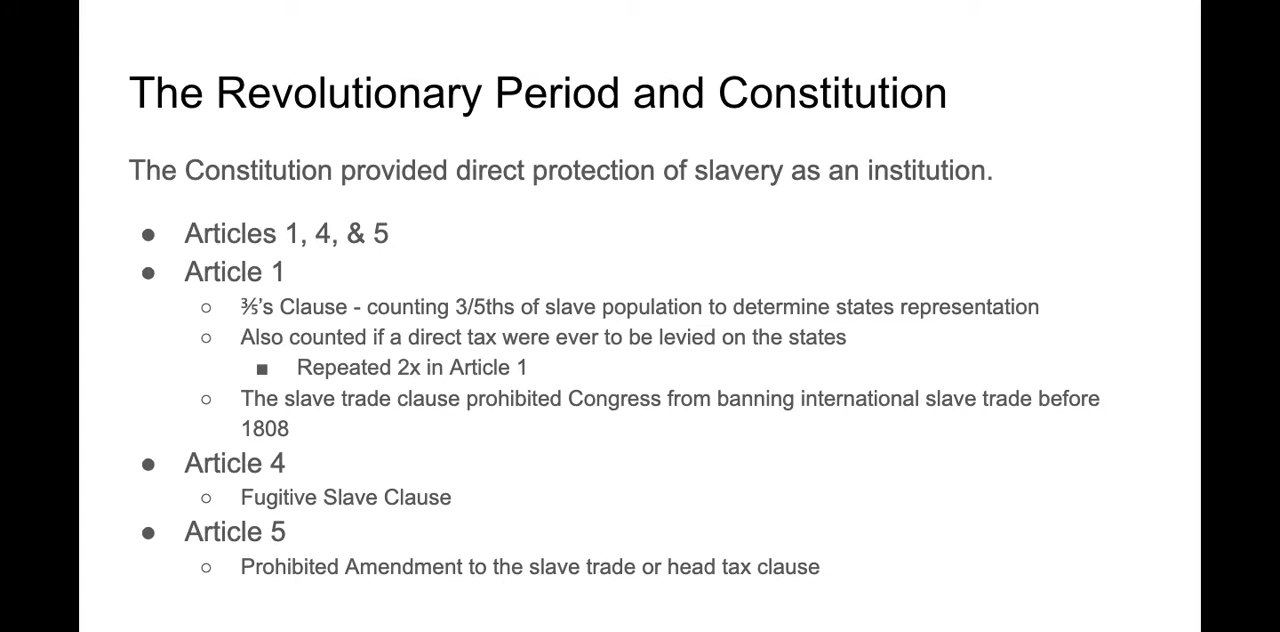 The Revolutionary Period and Constitution
The Constitution provided direct protection of slavery as an institution.
● Articles 1, 4, & 5
● Article 1
○ ⅗'s Clause - counting 3/5ths of slave population to determine states representation
○ Also counted if a direct tax were ever to be levied on the states
■ Repeated 2x in Article 1
○ The slave trade clause prohibited Congress from banning international slave trade before
1808
● Article 4
○ Fugitive Slave Clause
● Article 5
○ Prohibited Amendment to the slave trade or head tax clause